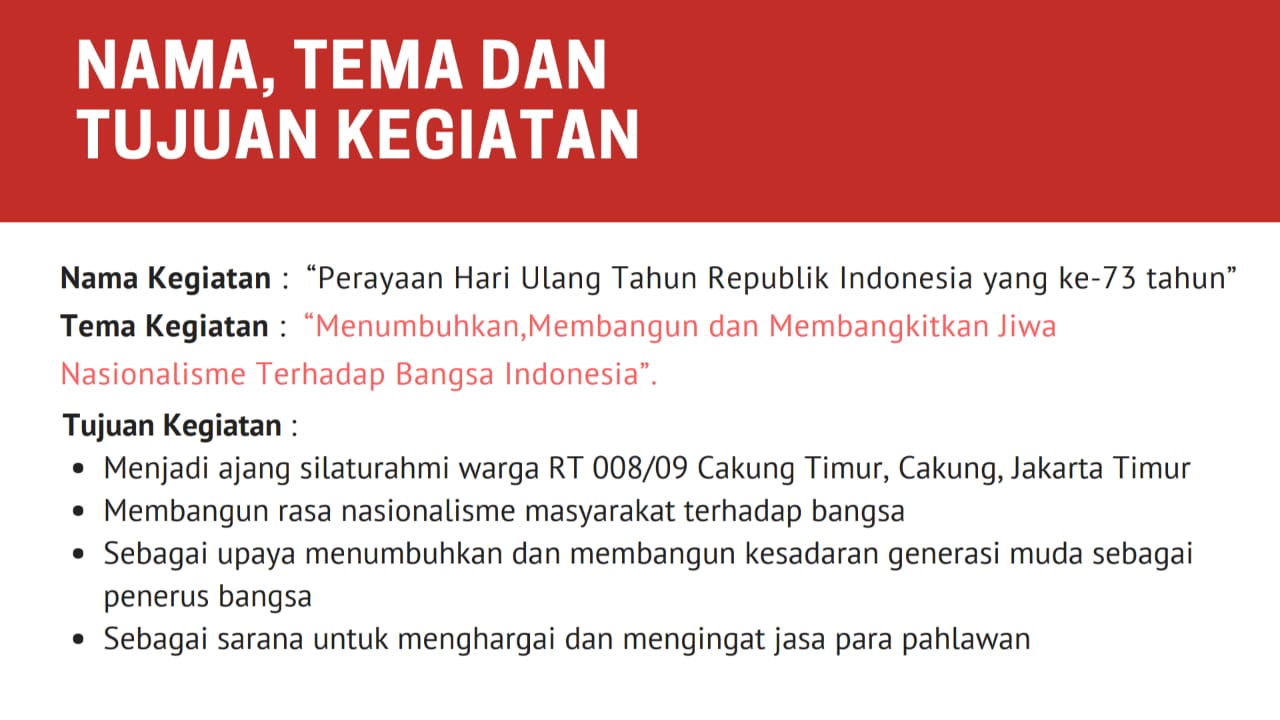 NAMA, TEMA DAN
TUJUAN KEGIATAN
Nama Kegiatan : “Perayaan Hari Ulang Tahun Republik Indonesia yang ke-73 tahun”
Tema Kegiatan : “Menumbuhkan,Membangun dan Membangkitkan Jiwa
Nasionalisme Terhadap Bangsa Indonesia”.
Tujuan Kegiatan :
• Menjadi ajang silaturahmi warga RT 008/09 Cakung Timur, Cakung, Jakarta Timur
• Membangun rasa nasionalisme masyarakat terhadap bangsa
• Sebagai upaya menumbuhkan dan membangun kesadaran generasi muda sebagai
penerus bangsa
• Sebagai sarana untuk menghargai dan mengingat jasa para pahlawan